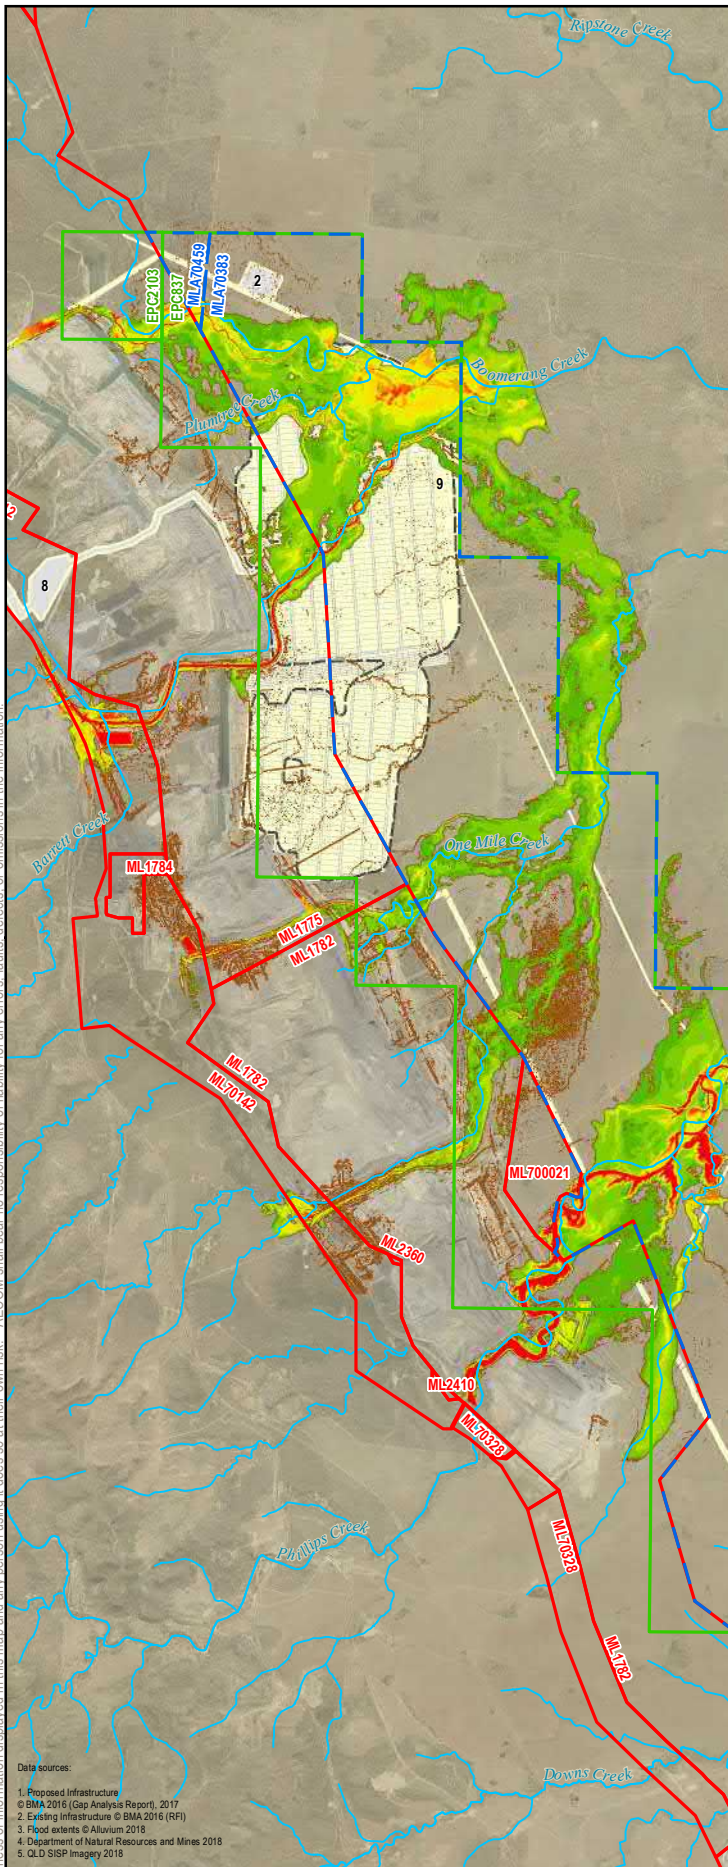 Ripstone Creek
EPC2103
EPC837
MLA70459
MLA70383
2
Boomerang Creek
Plumtree Creek
9
8
Barrett Creek
One Mile Creek
ML1784
ML1775
ML1782
ML1782
ML70142
ML700021
ML2360
ML2410
ML70328
Phillips Creek
ML70328
ML1782
Downs Creek
Data sources:
1. Proposed Infrastructure
© BMA 2016 (Gap Analysis Report), 2017
2. Existing Infrastructure © BMA 2016 (RFI)
3. Flood extents © Alluvium 2018
4. Department of Natural Resources and Mines 2018
5. QLD SISP Imagery 2018